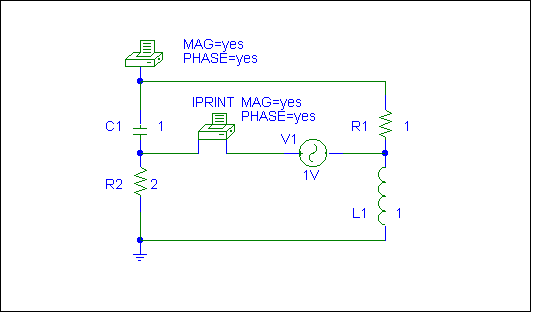 MAG=yes
PHASE=yes
IPRINT MAG=yes
PHASE=yes
C1 1
V1
R1 1
R2 2
1V
L1 1